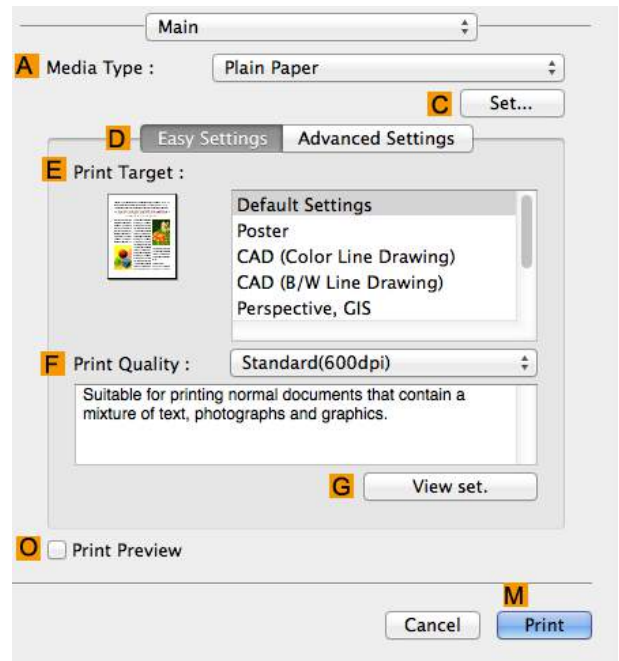 Main
A Media Type : Plain Paper
C Set...
D Easy Settings Advanced Settings
E Print Target :
Default Settings
Poster
CAD (Color Line Drawing)
CAD (B/W Line Drawing)
Perspective, GIS
F Print Quality : Standard(600dpi)
Suitable for printing normal documents that contain a
mixture of text, photographs and graphics.
G View set.
O Print Preview
M
Cancel Print